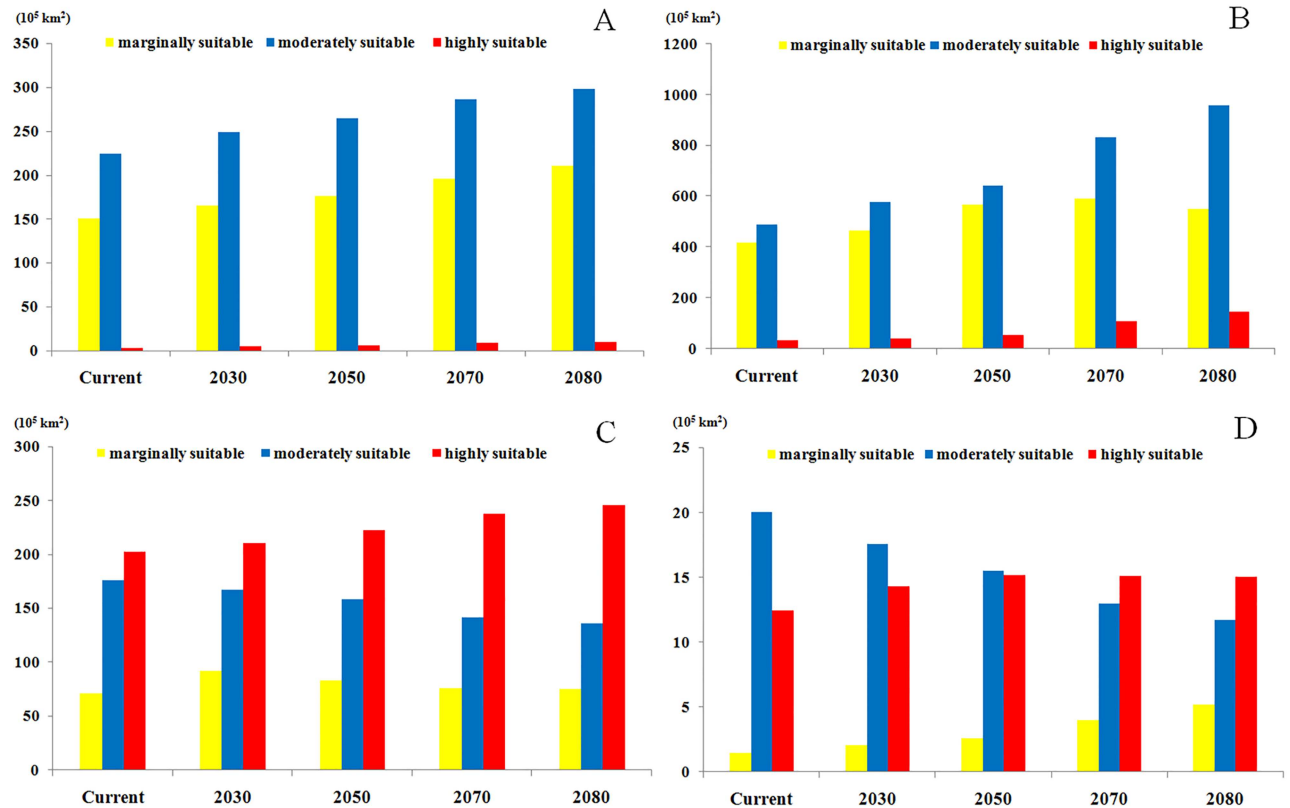 (10⁵ km²)
A
marginally suitable moderately suitable highly suitable
350
300
250
200
150
100
50
0
Current 2030 2050 2070 2080
(10⁵ km²)
B
marginally suitable moderately suitable highly suitable
1200
1000
800
600
400
200
0
Current 2030 2050 2070 2080
(10⁵ km²)
C
marginally suitable moderately suitable highly suitable
300
250
200
150
100
50
0
Current 2030 2050 2070 2080
(10⁵ km²)
D
marginally suitable moderately suitable highly suitable
25
20
15
10
5
0
Current 2030 2050 2070 2080